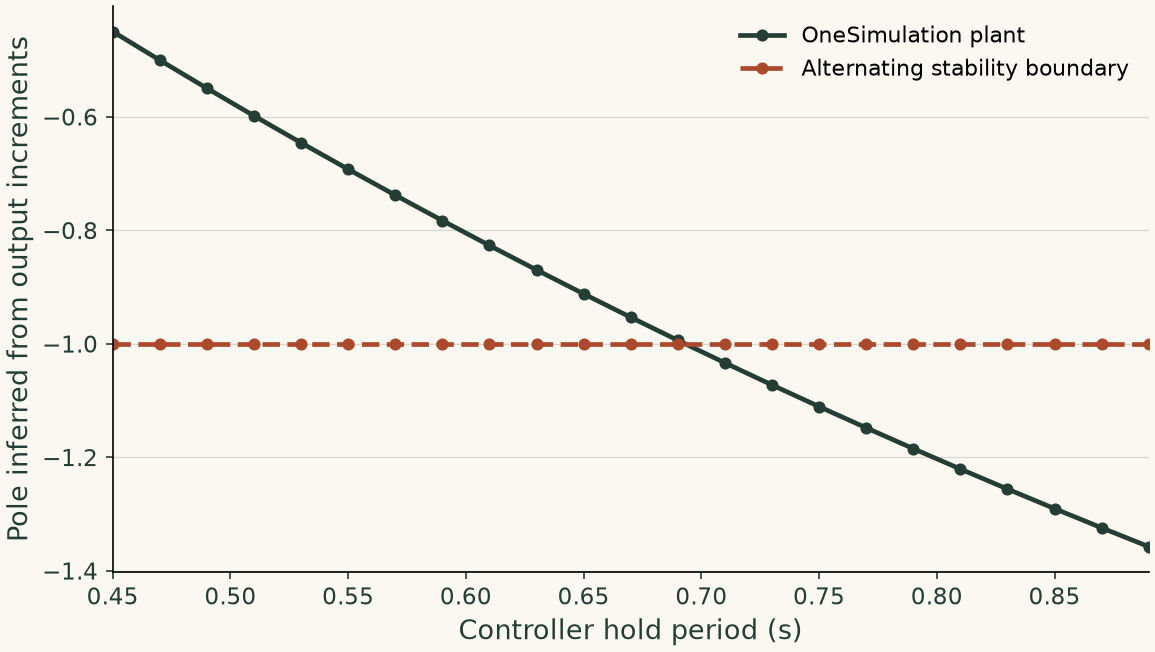 OneSimulation plant
Alternating stability boundary
Pole inferred from output increments
−0.6
−0.8
−1.0
−1.2
−1.4
0.45 0.50 0.55 0.60 0.65 0.70 0.75 0.80 0.85
Controller hold period (s)